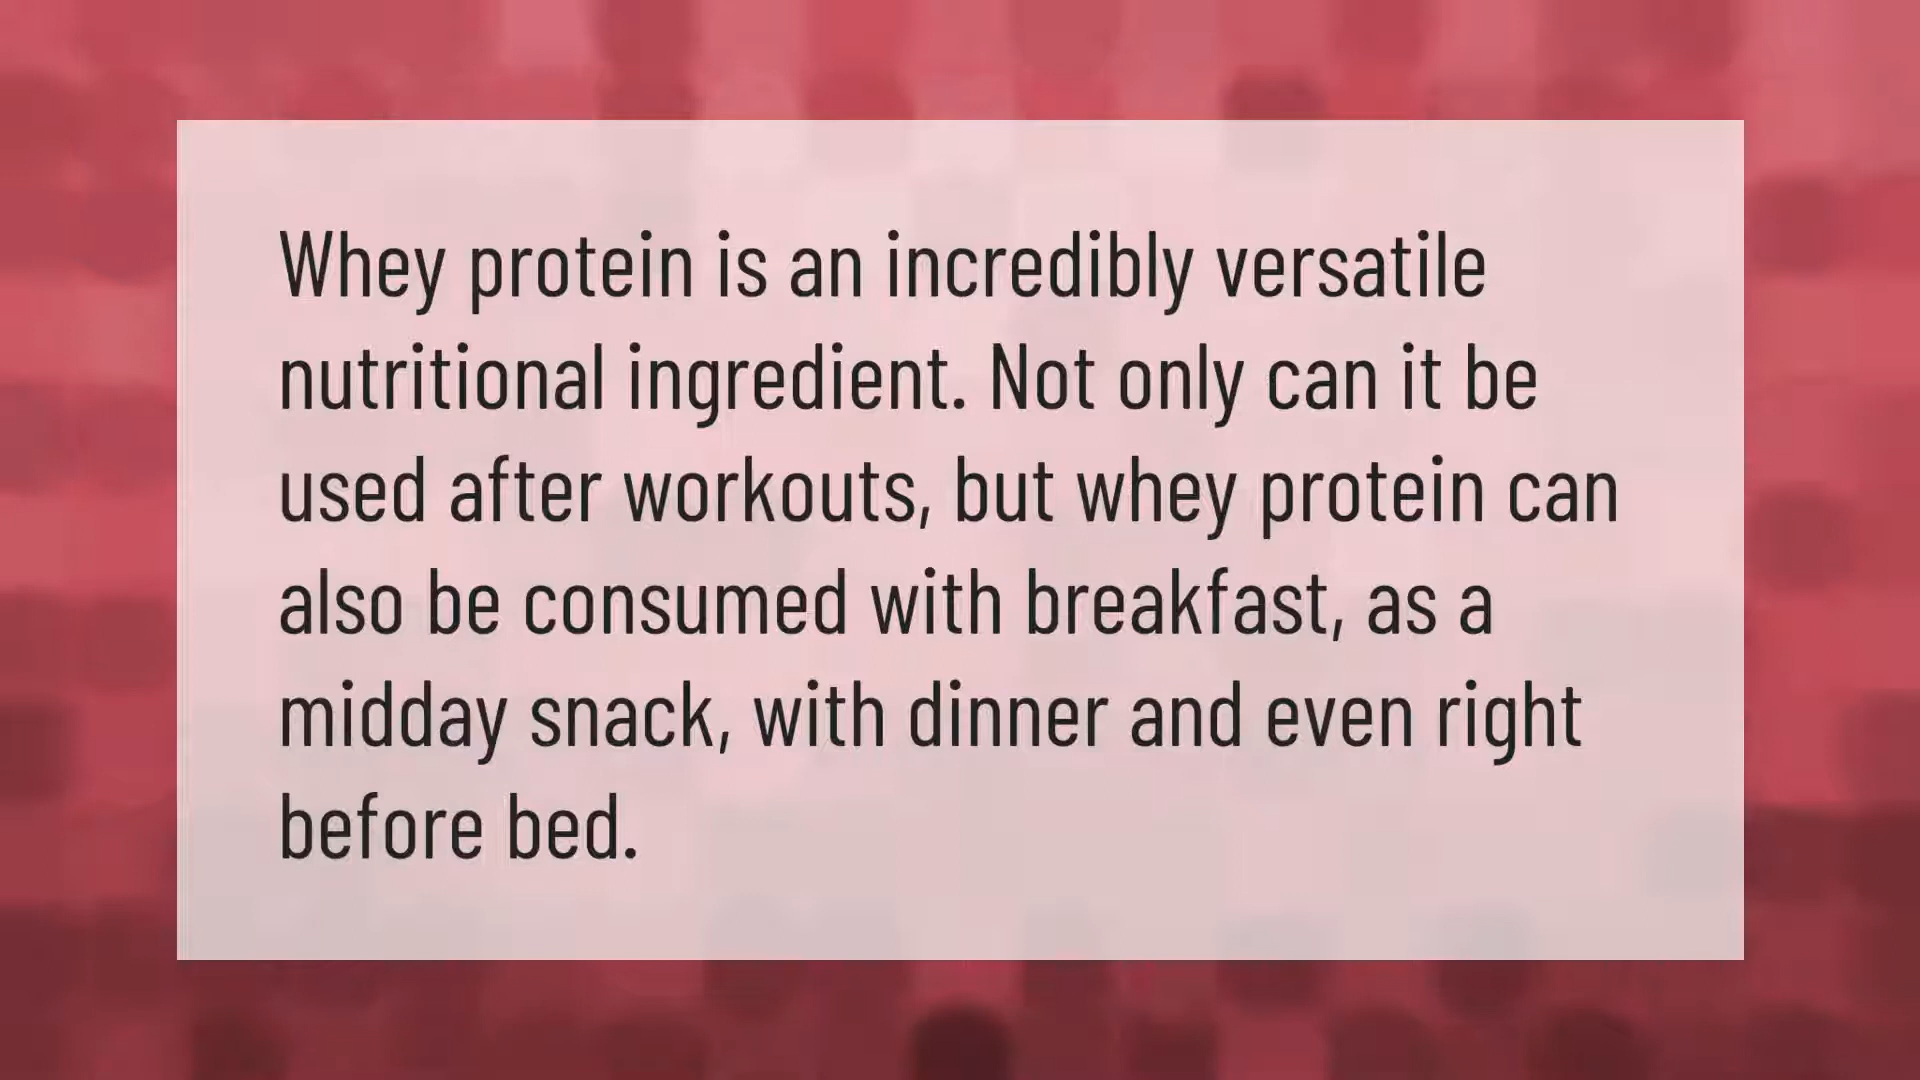 Whey protein is an incredibly versatile
nutritional ingredient. Not only can it be
used after workouts, but whey protein can
also be consumed with breakfast, as a
midday snack, with dinner and even right
before bed.